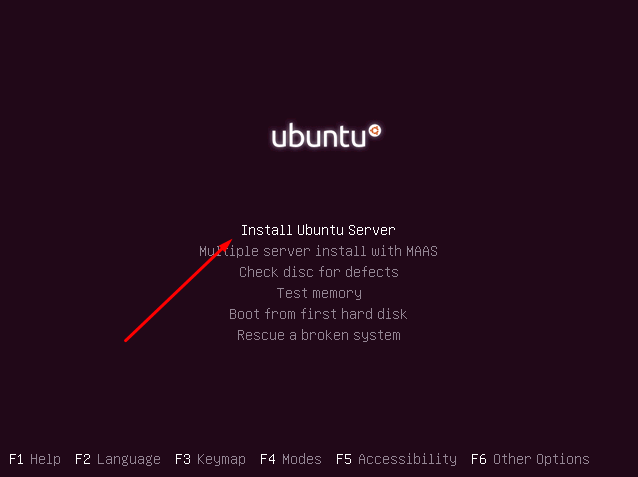 ubuntu
Install Ubuntu Server
Multiple server install with MAAS
Check disc for defects
Test memory
Boot from first hard disk
Rescue a broken system
F1 Help F2 Language F3 Keymap F4 Modes F5 Accessibility F6 Other Options